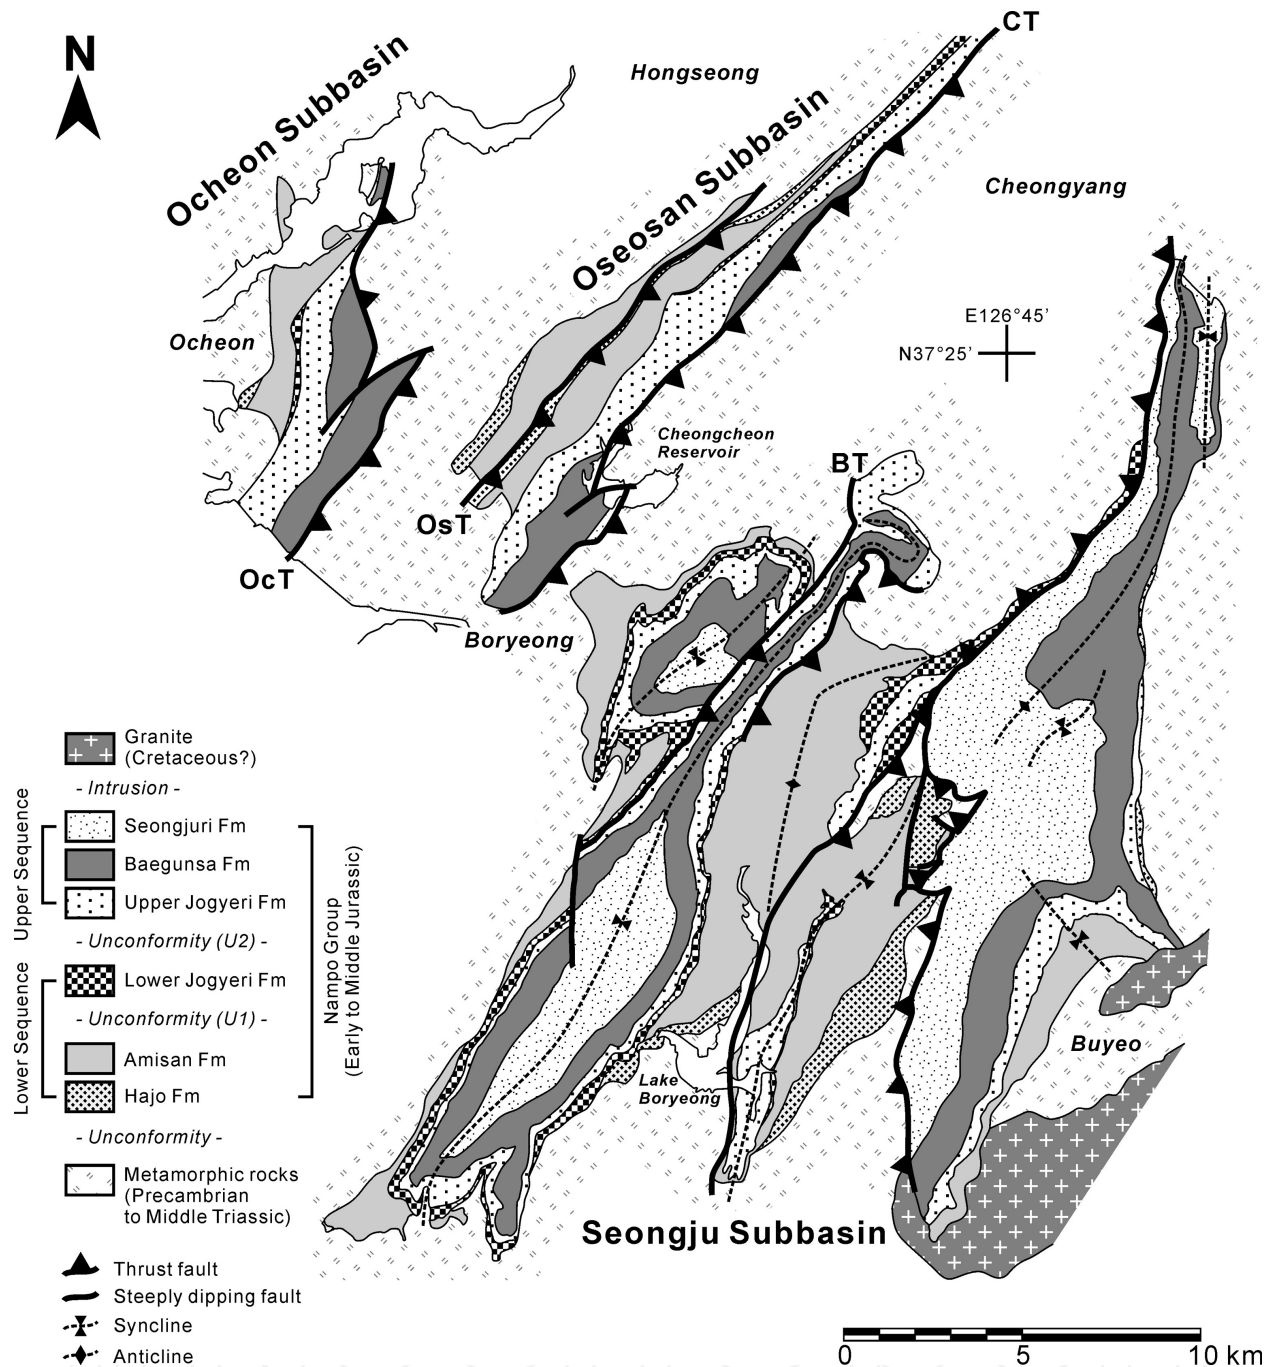 N
CT
Hongseong
Ocheon Subbasin
Oseosan Subbasin
Cheongyang
E126°45'
N37°25'
Ocheon
Cheongcheon
Reservoir
BT
OsT
OcT
Boryeong
Granite
(Cretaceous?)
- Intrusion -
Upper Sequence
Seongjuri Fm
Baegunsa Fm
Upper Jogyeri Fm
- Unconformity (U2) -
Lower Sequence
Lower Jogyeri Fm
- Unconformity (U1) -
Amisan Fm
Hajo Fm
Nampo Group
(Early to Middle Jurassic)
- Unconformity -
Metamorphic rocks
(Precambrian
to Middle Triassic)
Thrust fault
Steeply dipping fault
Syncline
Anticline
Lake
Boryeong
Buyeo
Seongju Subbasin
0 5 10 km